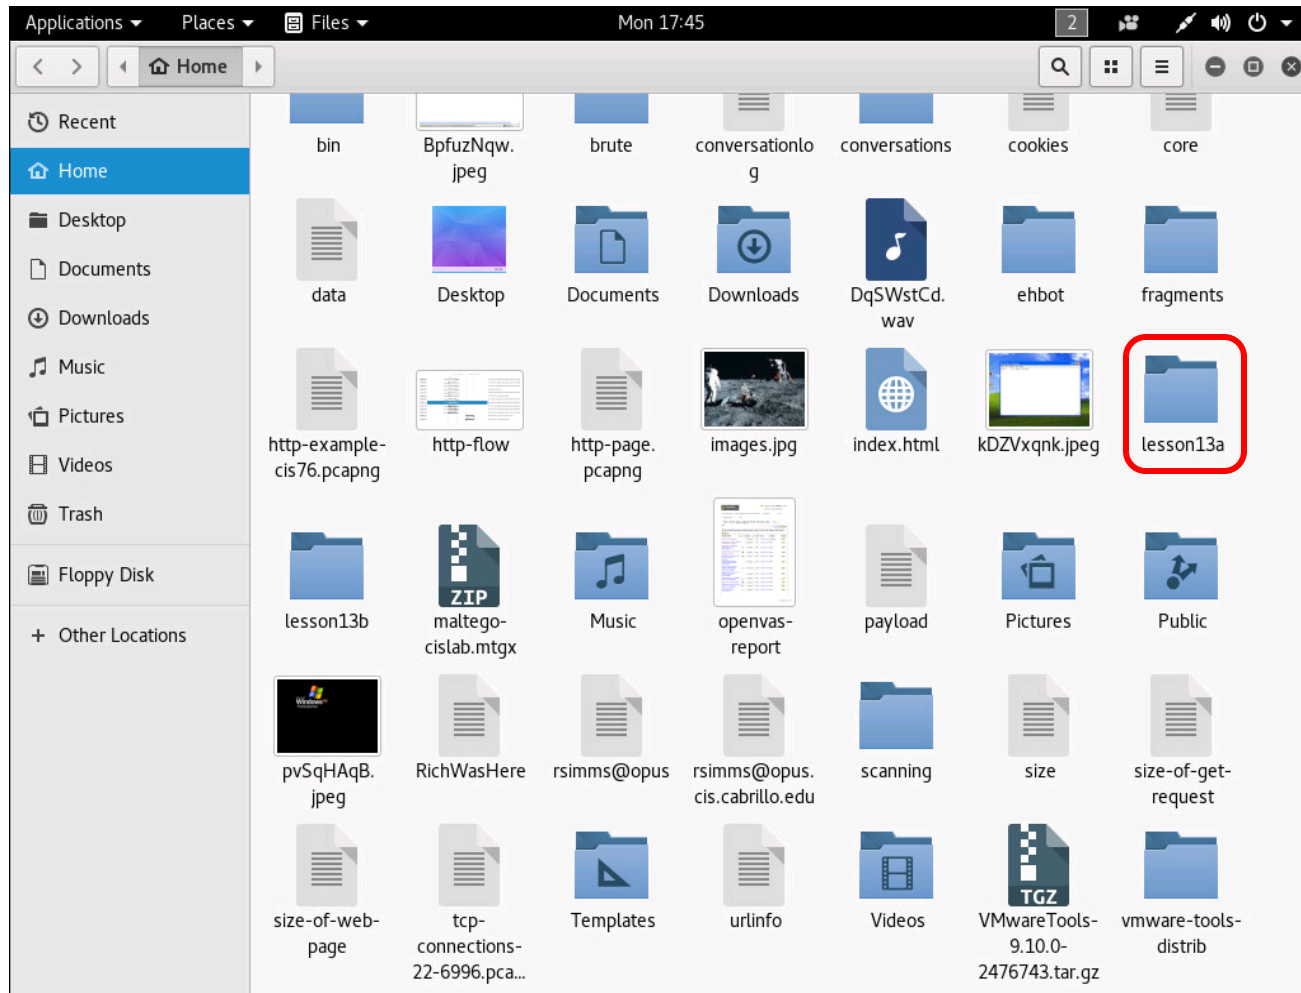 Applications Places Files Mon 17:45 2
Home
Recent
Home
Desktop
Documents
Downloads
Music
Pictures
Videos
Trash
Floppy Disk
+ Other Locations
bin BpfuzNqw. brute conversationlo conversations cookies core
jpeg g
data Desktop Documents Downloads DqSWstCd. ehbot fragments
wav
http-example- http-flow http-page. images.jpg index.html kDZVxqnk.jpeg lesson13a
cis76.pcapng pcapng
ZIP
lesson13b maltego- Music openvas- payload Pictures Public
cislab.mtgx report
Windows
pvSqHAqB. RichWasHere rsimms@opus rsimms@opus. scanning size size-of-get-
jpeg cis.cabrillo.edu request
TGZ
size-of-web- tcp- Templates urlinfo Videos VMwareTools- vmware-tools-
page connections- 9.10.0- distrib
22-6996.pca... 2476743.tar.gz